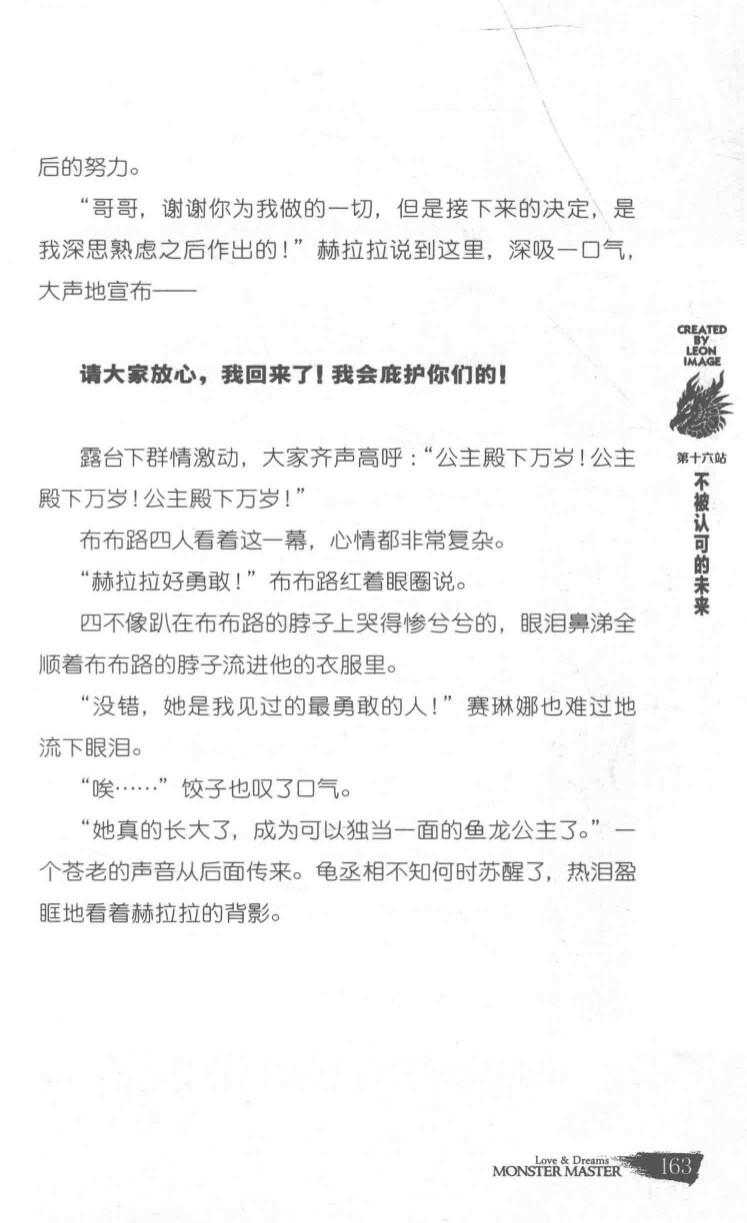 后的努力。
“哥哥，谢谢你为我做的一切，但是接下来的决定，是
我深思熟虑之后作出的！”赫拉拉说到这里，深吸一口气，
大声地宣布——
请大家放心，我回来了！我会庇护你们的！
露台下群情激动，大家齐声高呼：“公主殿下万岁！公主
殿下万岁！公主殿下万岁！”
布布路四人看着这一幕，心情都非常复杂。
“赫拉拉好勇敢！”布布路红着眼圈说。
四不像趴在布布路的脖子上哭得惨兮兮的，眼泪鼻涕全
顺着布布路的脖子流进他的衣服里。
“没错，她是我见过的最勇敢的人！”赛琳娜也难过地
流下眼泪。
“唉……”饺子也叹了口气。
“她真的长大了，成为可以独当一面的鱼龙公主了。”一
个苍老的声音从后面传来。龟丞相不知何时苏醒了，热泪盈
眶地看着赫拉拉的背影。
CREATED
BY
LEON
IMAGE
第十六站
不被认可的未来
Love & Dreams
MONSTER MASTER
163